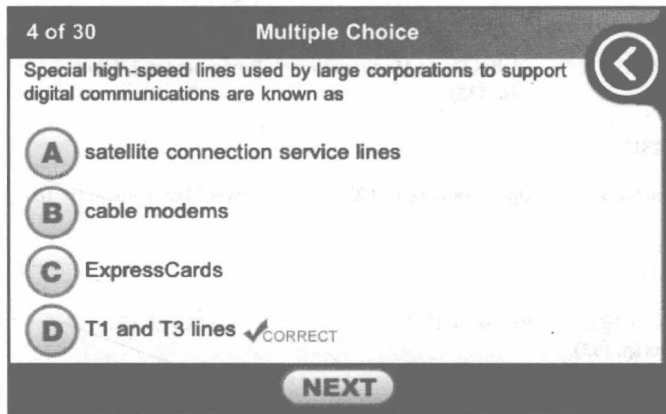 4 of 30 Multiple Choice
Special high-speed lines used by large corporations to support
digital communications are known as
A satellite connection service lines
B cable modems
C ExpressCards
D T1 and T3 lines CORRECT
NEXT